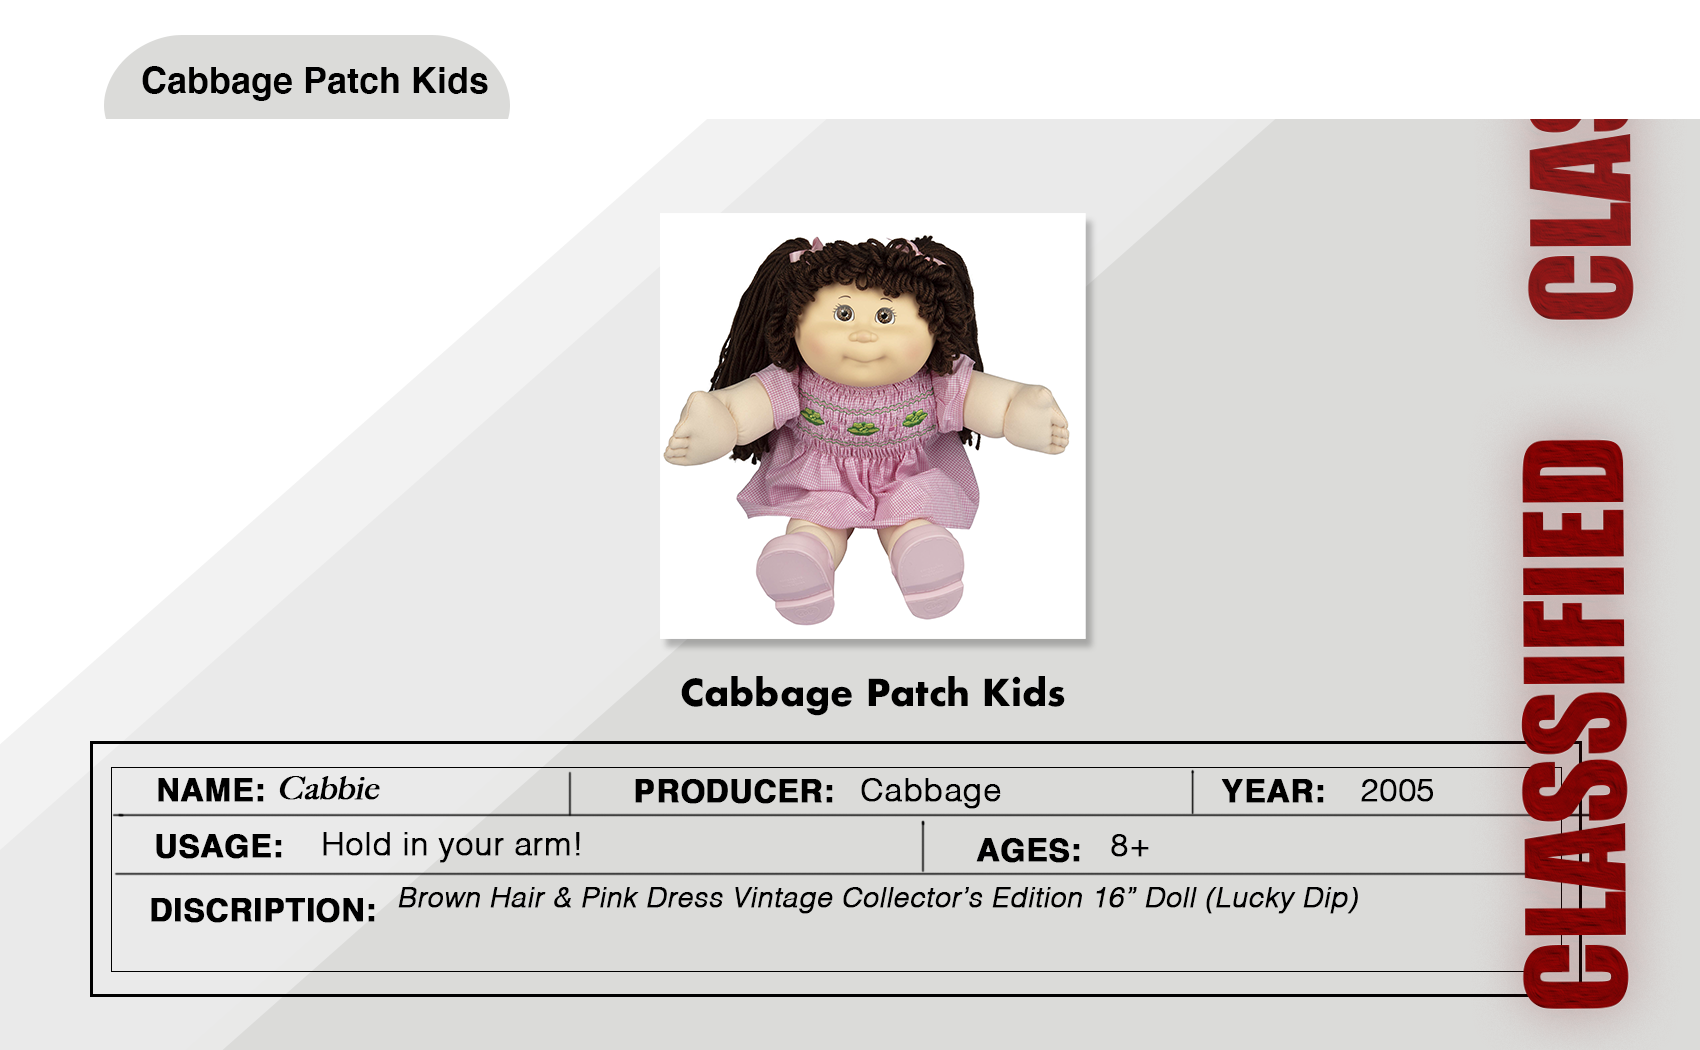 Cabbage Patch Kids
Cabbage Patch Kids
NAME: Cabbie PRODUCER: Cabbage YEAR: 2005
USAGE: Hold in your arm! AGES: 8+
DISCRIPTION: Brown Hair & Pink Dress Vintage Collector’s Edition 16” Doll (Lucky Dip)
CLASSIFIED
CLAS